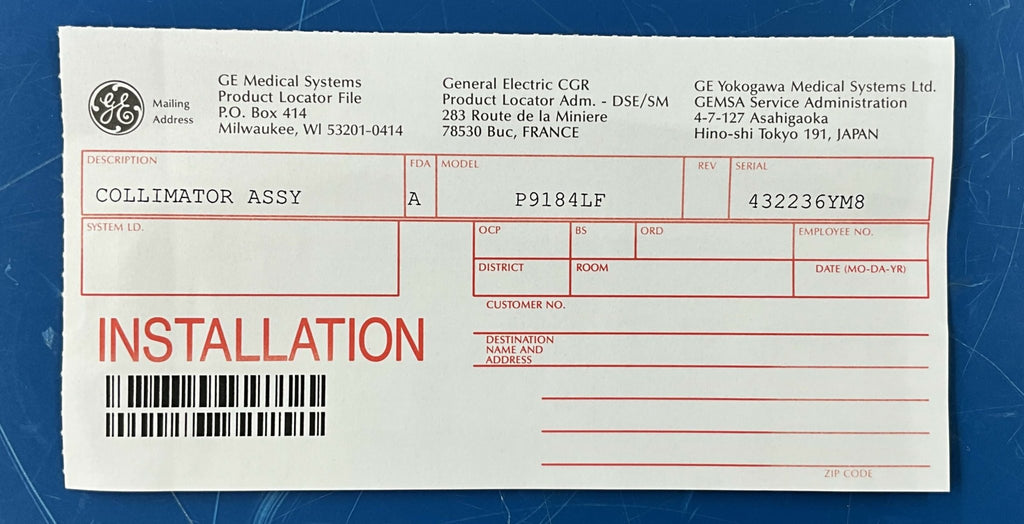 GE
Mailing
Address
GE Medical Systems
Product Locator File
P.O. Box 414
Milwaukee, WI 53201-0414
General Electric CGR
Product Locator Adm. - DSE/SM
283 Route de la Miniere
78530 Buc, FRANCE
GE Yokogawa Medical Systems Ltd.
GEMSA Service Administration
4-7-127 Asahigaoka
Hino-shi Tokyo 191, JAPAN
DESCRIPTION
COLLIMATOR ASSY
FDA
A
MODEL
P9184LF
REV
SERIAL
432236YM8
SYSTEM I.D.
OCP
BS
ORD
EMPLOYEE NO.
DISTRICT
ROOM
DATE (MO-DA-YR)
INSTALLATION
CUSTOMER NO.
DESTINATION
NAME AND
ADDRESS
ZIP CODE